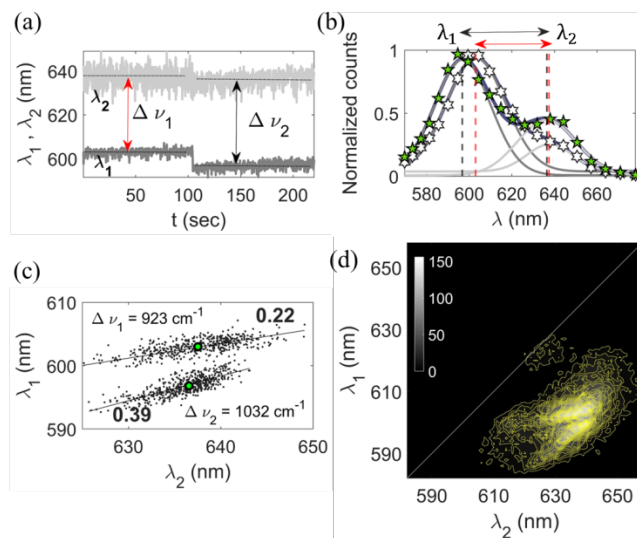 (a)
λ1 , λ2 (nm)
640
620
600
λ2
λ1
Δ ν1
Δ ν2
50 100 150 200
t (sec)
(b)
λ1 λ2
Normalized counts
1
0.5
0
580 600 620 640 660
λ (nm)
(c)
λ1 (nm)
610
600
590
Δ ν1 = 923 cm-1
0.22
0.39
Δ ν2 = 1032 cm-1
630 640 650
λ2 (nm)
(d)
λ1 (nm)
650
630
610
590
150
100
50
0
590 610 630 650
λ2 (nm)